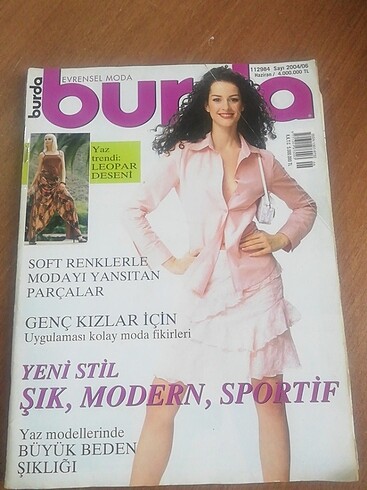 burda
EVRENSEL MODA
112984 Sayı 2004/06
Haziran / 4.000.000 TL
burda
Yaz
trendi:
LEOPAR
DESENİ
SOFT RENKLERLE
MODAYI YANSITAN
PARÇALAR
GENÇ KIZLAR İÇİN
Uygulaması kolay moda fikirleri
YENİ STİL
ŞIK, MODERN, SPORTİF
Yaz modellerinde
BÜYÜK BEDEN
ŞIKLIĞI